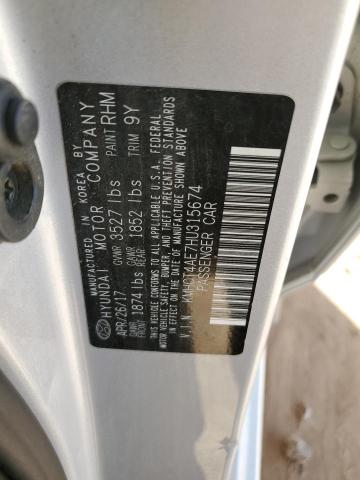 MANUFACTURED IN KOREA BY
HYUNDAI MOTOR COMPANY
APR/26/17 GVWR 3527 lbs PAINT RHM
GAWR FRONT 1874 lbs GAWR REAR 1852 lbs TRIM 9Y
THIS VEHICLE CONFORMS TO ALL APPLICABLE U.S.A. FEDERAL
MOTOR VEHICLE SAFETY, BUMPER, AND THEFT PREVENTION STANDARDS
IN EFFECT ON THE DATE OF MANUFACTURE SHOWN ABOVE.
V.I.N. KMHCT4AE7HU315674
PASSENGER CAR